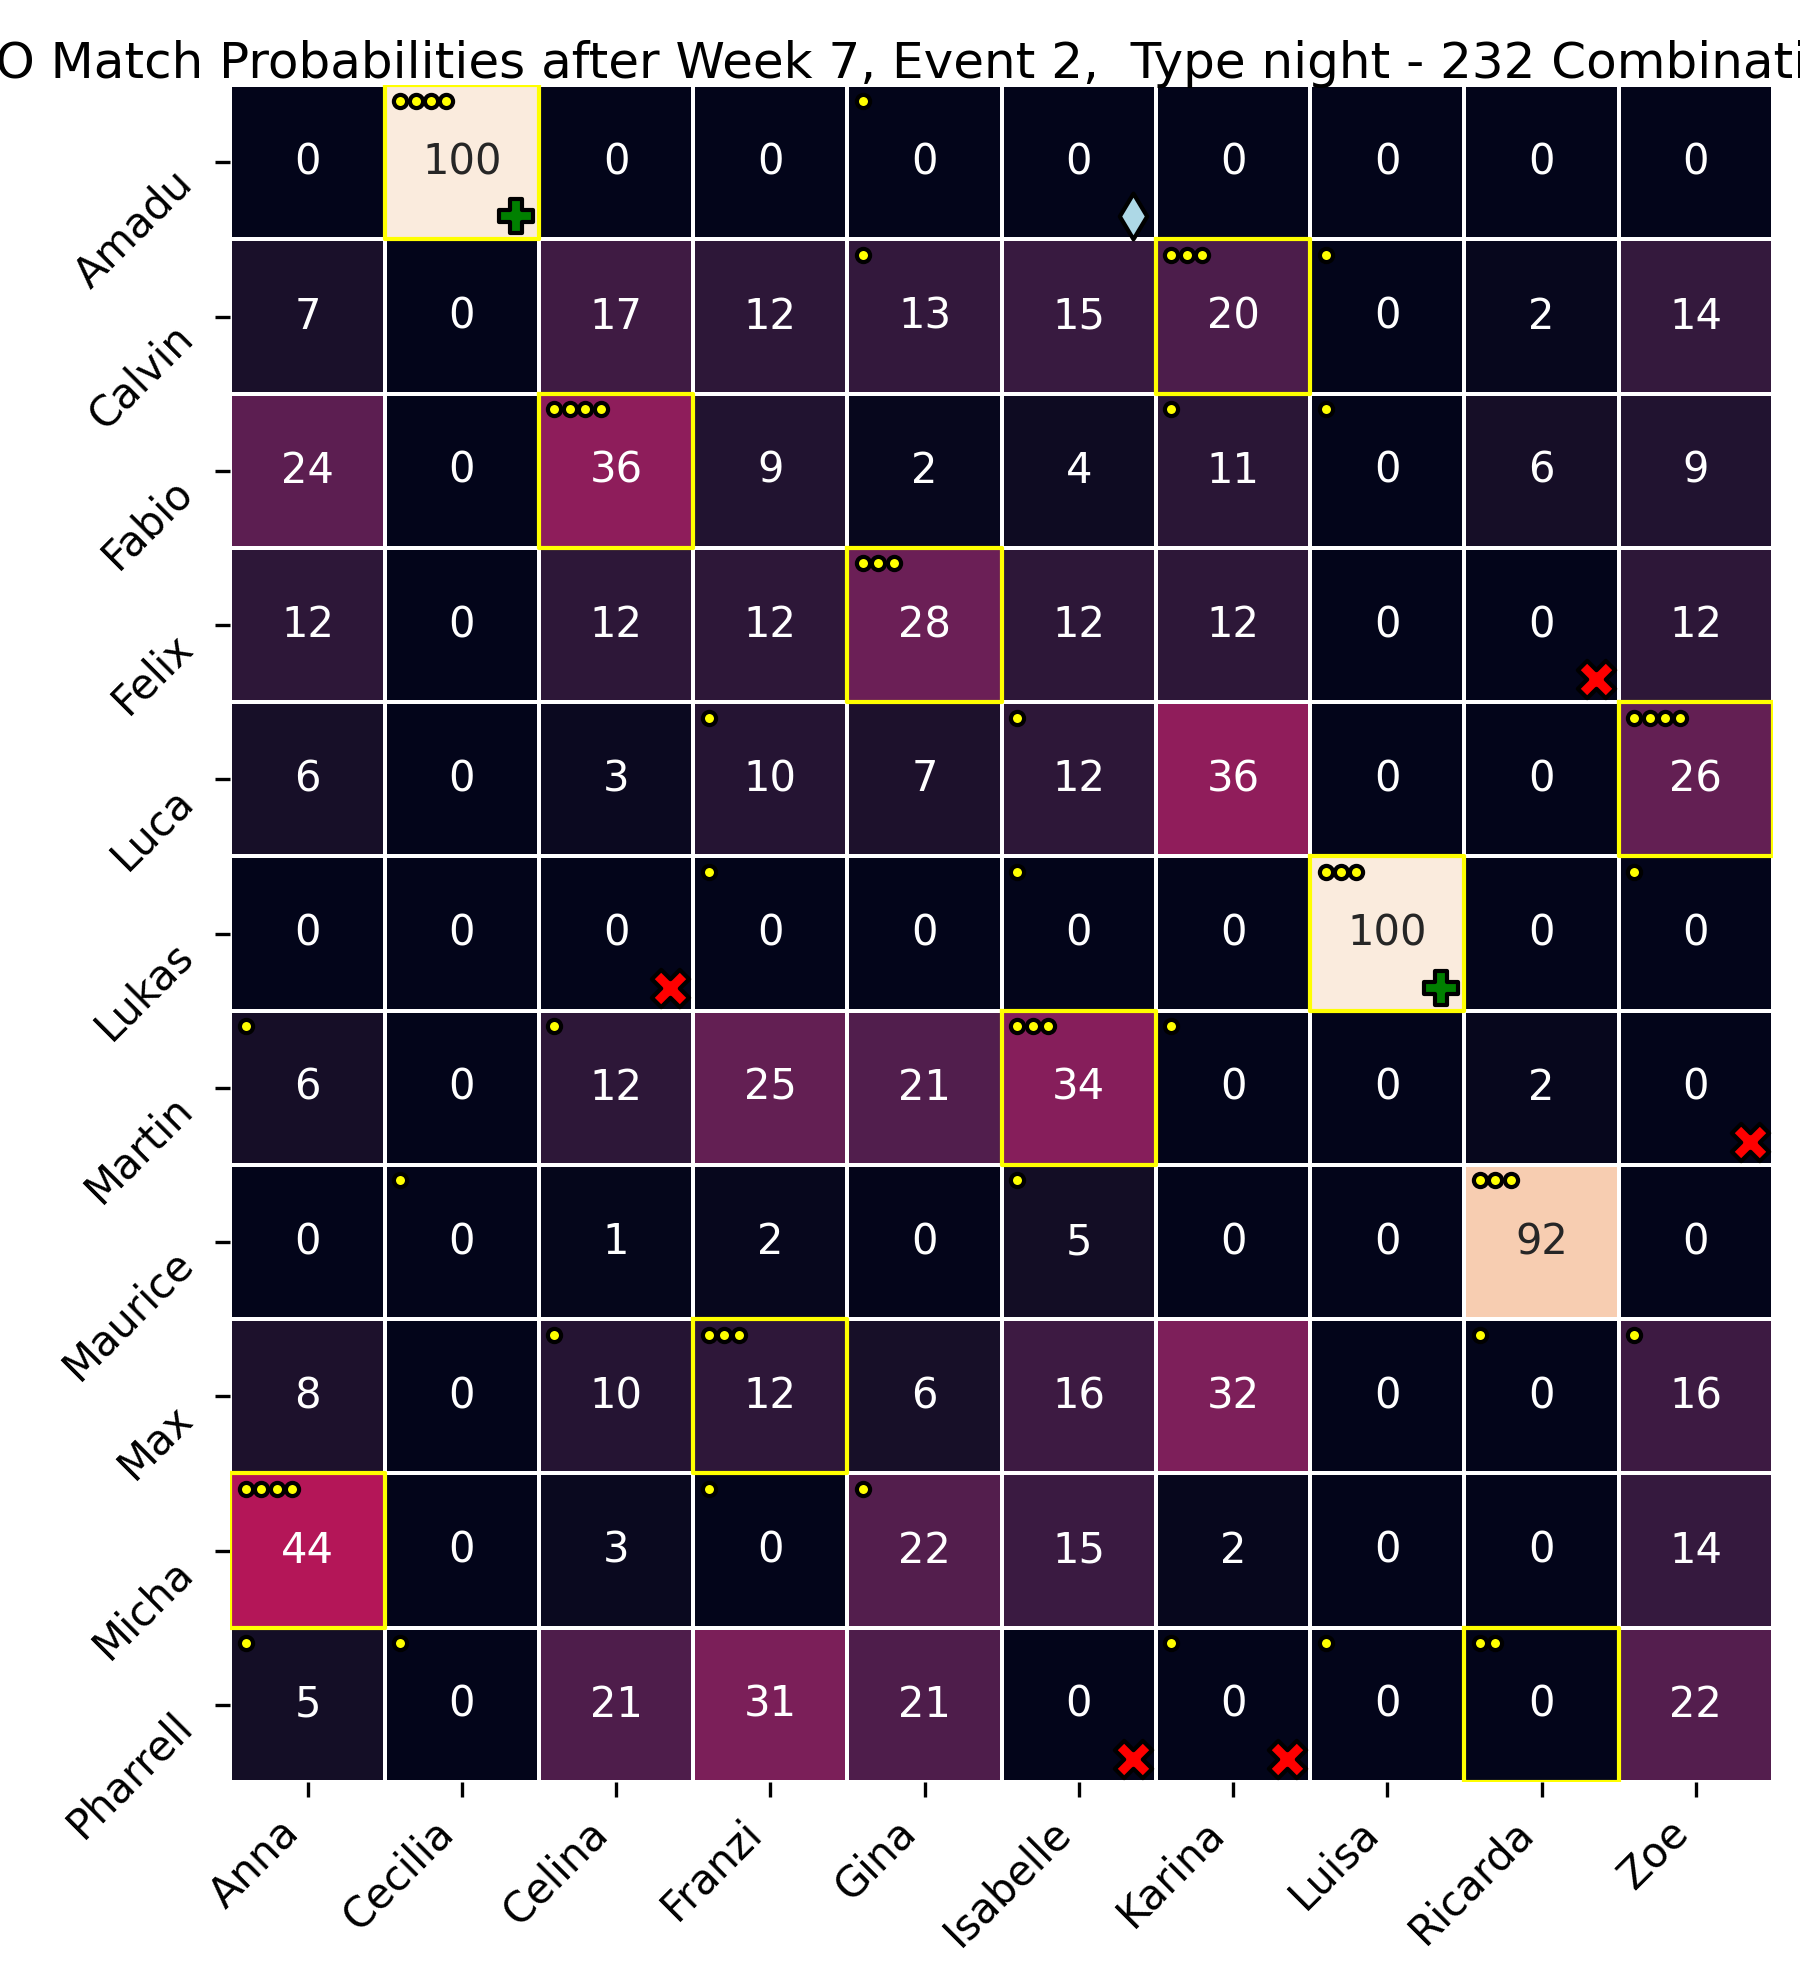 O Match Probabilities after Week 7, Event 2, Type night - 232 Combinati
Amadu 0 100 0 0 0 0 0 0 0 0
Calvin 7 0 17 12 13 15 20 0 2 14
Fabio 24 0 36 9 2 4 11 0 6 9
Felix 12 0 12 12 28 12 12 0 0 12
Luca 6 0 3 10 7 12 36 0 0 26
Lukas 0 0 0 0 0 0 0 100 0 0
Martin 6 0 12 25 21 34 0 0 2 0
Maurice 0 0 1 2 0 5 0 0 92 0
Max 8 0 10 12 6 16 32 0 0 16
Micha 44 0 3 0 22 15 2 0 0 14
Pharrell 5 0 21 31 21 0 0 0 0 22
Anna Cecilia Celina Franzi Gina Isabelle Karina Luisa Ricarda Zoe